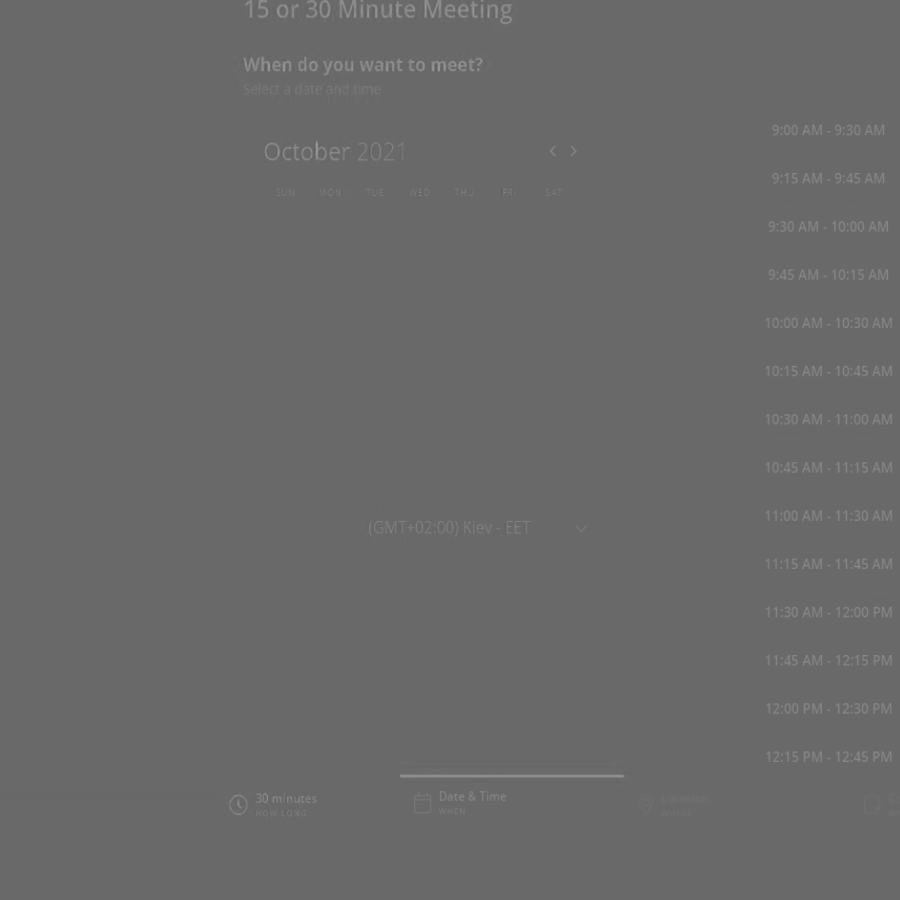 15 or 30 Minute Meeting
When do you want to meet?
Select a date and time
October 2021
SUN MON TUE WED THU FRI SAT
(GMT+02:00) Kiev - EET
9:00 AM - 9:30 AM
9:15 AM - 9:45 AM
9:30 AM - 10:00 AM
9:45 AM - 10:15 AM
10:00 AM - 10:30 AM
10:15 AM - 10:45 AM
10:30 AM - 11:00 AM
10:45 AM - 11:15 AM
11:00 AM - 11:30 AM
11:15 AM - 11:45 AM
11:30 AM - 12:00 PM
11:45 AM - 12:15 PM
12:00 PM - 12:30 PM
12:15 PM - 12:45 PM
30 minutes
HOW LONG
Date & Time
WHEN